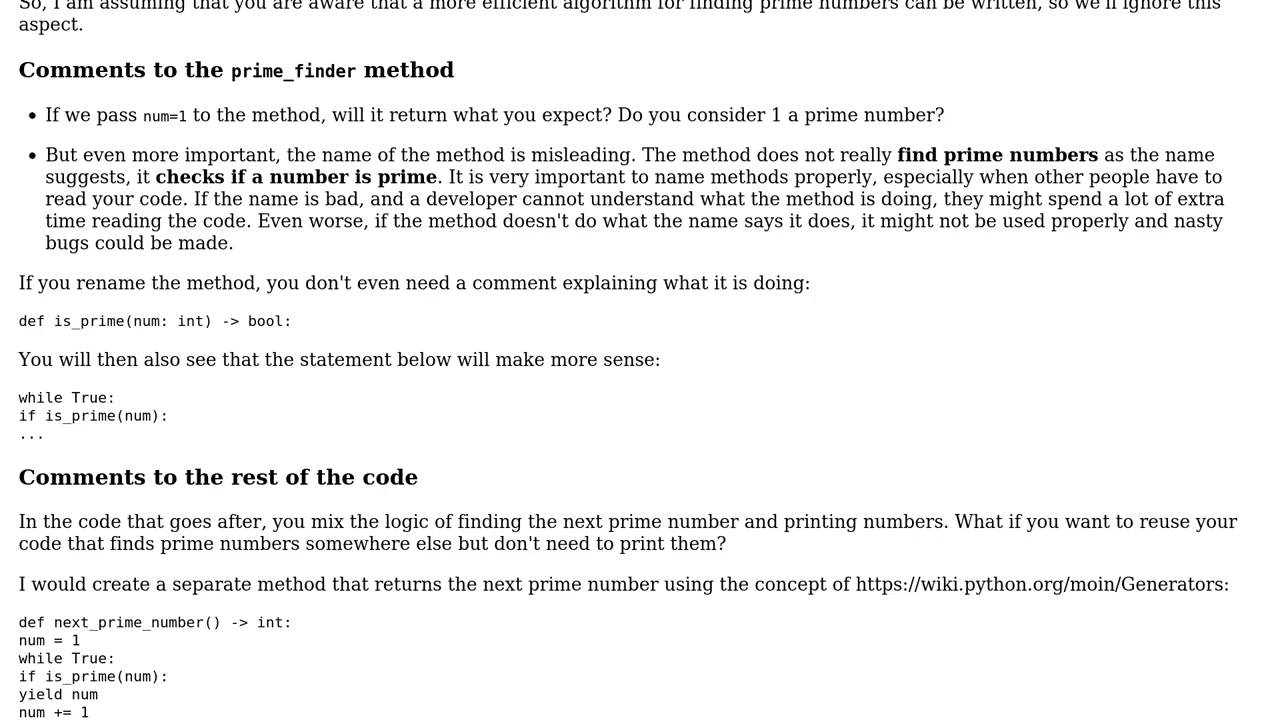 So, I am assuming that you are aware that a more efficient algorithm for finding prime numbers can be written, so we'll ignore this
aspect.
Comments to the prime_finder method
• If we pass num=1 to the method, will it return what you expect? Do you consider 1 a prime number?
• But even more important, the name of the method is misleading. The method does not really find prime numbers as the name
suggests, it checks if a number is prime. It is very important to name methods properly, especially when other people have to
read your code. If the name is bad, and a developer cannot understand what the method is doing, they might spend a lot of extra
time reading the code. Even worse, if the method doesn't do what the name says it does, it might not be used properly and nasty
bugs could be made.
If you rename the method, you don't even need a comment explaining what it is doing:
def is_prime(num: int) -> bool:
You will then also see that the statement below will make more sense:
while True:
if is_prime(num):
...
Comments to the rest of the code
In the code that goes after, you mix the logic of finding the next prime number and printing numbers. What if you want to reuse your
code that finds prime numbers somewhere else but don't need to print them?
I would create a separate method that returns the next prime number using the concept of https://wiki.python.org/moin/Generators:
def next_prime_number() -> int:
num = 1
while True:
if is_prime(num):
yield num
num += 1